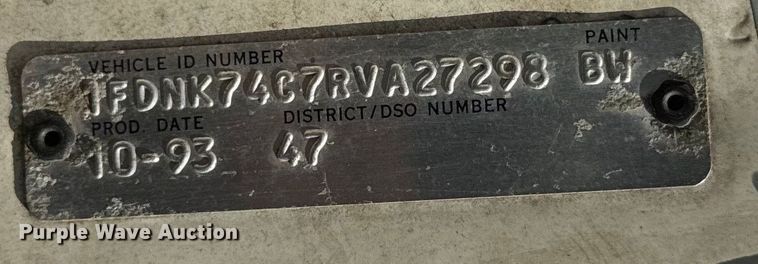 VEHICLE ID NUMBER PAINT
1FDNK74C7RVA27298 BW
PROD. DATE DISTRICT/DSO NUMBER
10-93 47
Purple Wave Auction